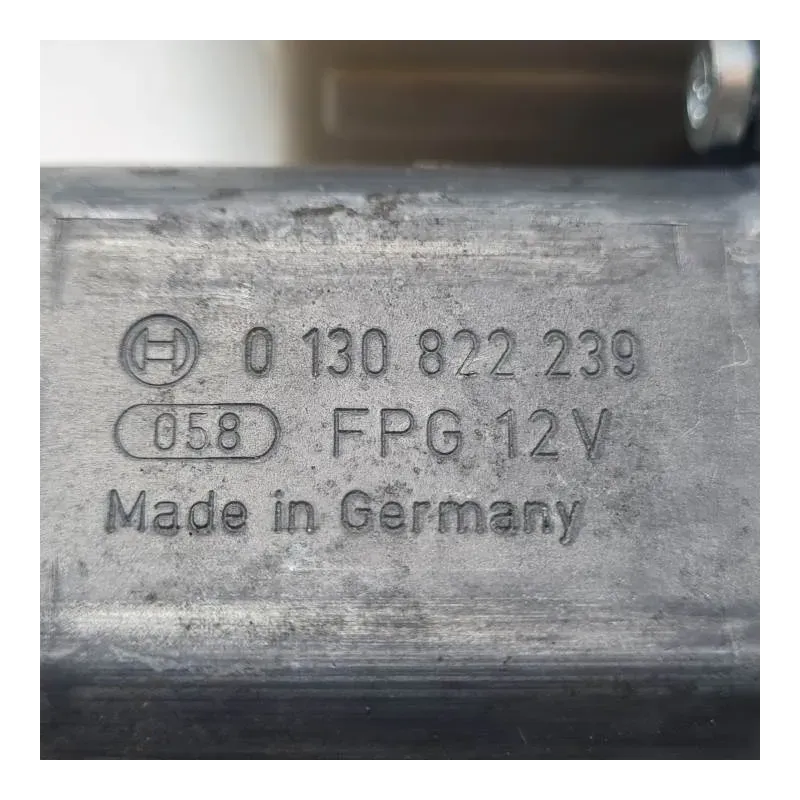 0 130 822 239
058 FPG 12V
Made in Germany